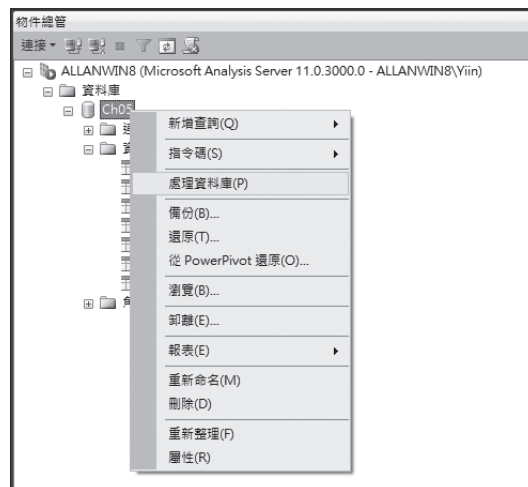 物件總管
連接
ALLANWIN8 (Microsoft Analysis Server 11.0.3000.0 - ALLANWIN8\Yiin)
資料庫
Ch05
新增查詢(Q)
指令碼(S)
處理資料庫(P)
備份(B)...
還原(T)...
從 PowerPivot 還原(O)...
瀏覽(B)...
卸離(E)...
報表(E)
重新命名(M)
刪除(D)
重新整理(F)
屬性(R)